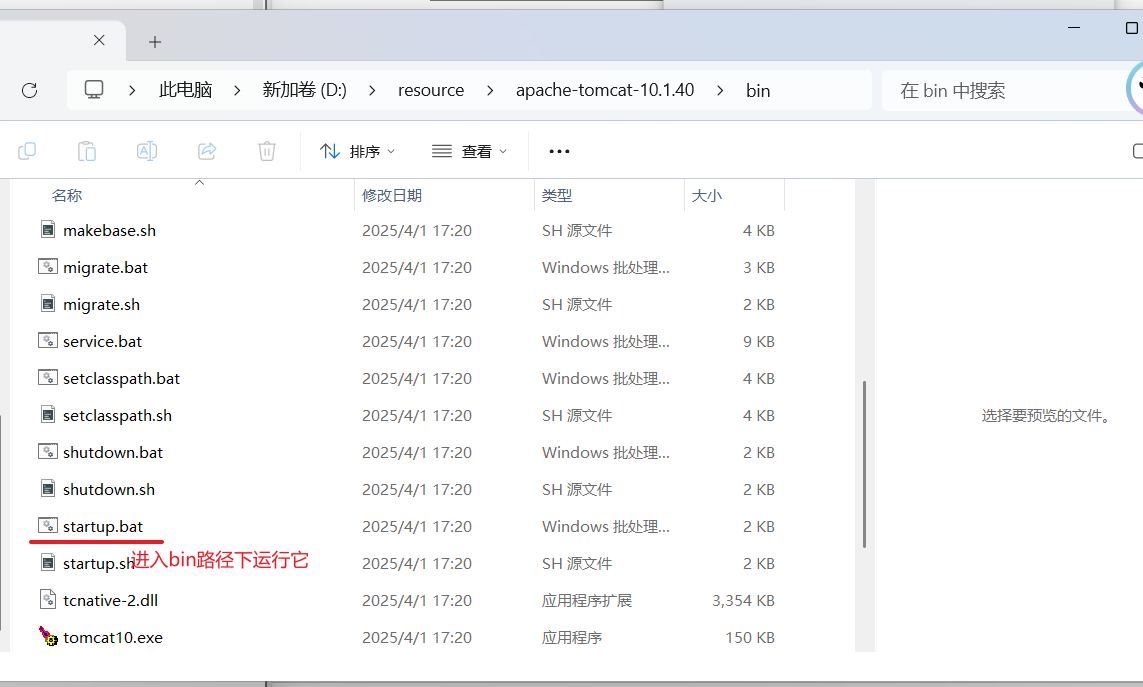 此电脑 新加卷 (D:) resource apache-tomcat-10.1.40 bin 在 bin 中搜索
排序 查看
名称 修改日期 类型 大小
makebase.sh 2025/4/1 17:20 SH 源文件 4 KB
migrate.bat 2025/4/1 17:20 Windows 批处理... 3 KB
migrate.sh 2025/4/1 17:20 SH 源文件 2 KB
service.bat 2025/4/1 17:20 Windows 批处理... 9 KB
setclasspath.bat 2025/4/1 17:20 Windows 批处理... 4 KB
setclasspath.sh 2025/4/1 17:20 SH 源文件 4 KB
选择要预览的文件。
shutdown.bat 2025/4/1 17:20 Windows 批处理... 2 KB
shutdown.sh 2025/4/1 17:20 SH 源文件 2 KB
startup.bat 2025/4/1 17:20 Windows 批处理... 2 KB
进入bin路径下运行它
startup.sh 2025/4/1 17:20 SH 源文件 2 KB
tcnative-2.dll 2025/4/1 17:20 应用程序扩展 3,354 KB
tomcat10.exe 2025/4/1 17:20 应用程序 150 KB